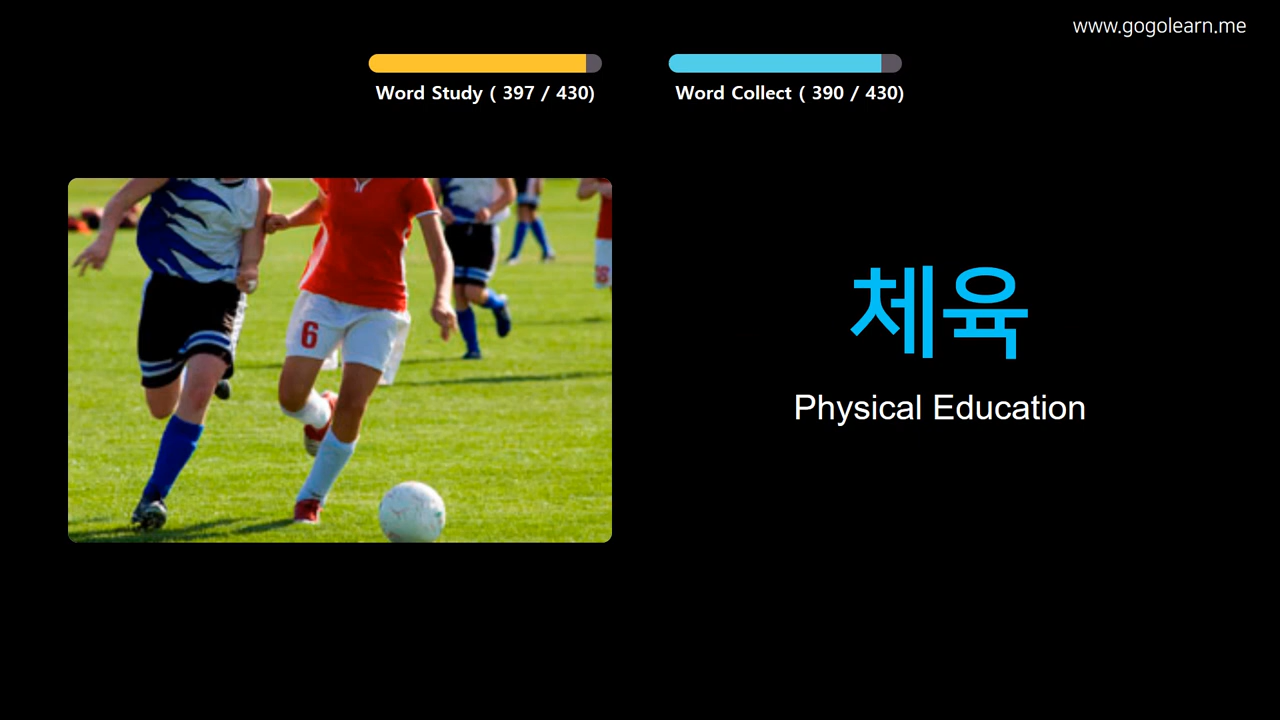 www.gogolearn.me
Word Study ( 397 / 430)
Word Collect ( 390 / 430)
6
체육
Physical Education